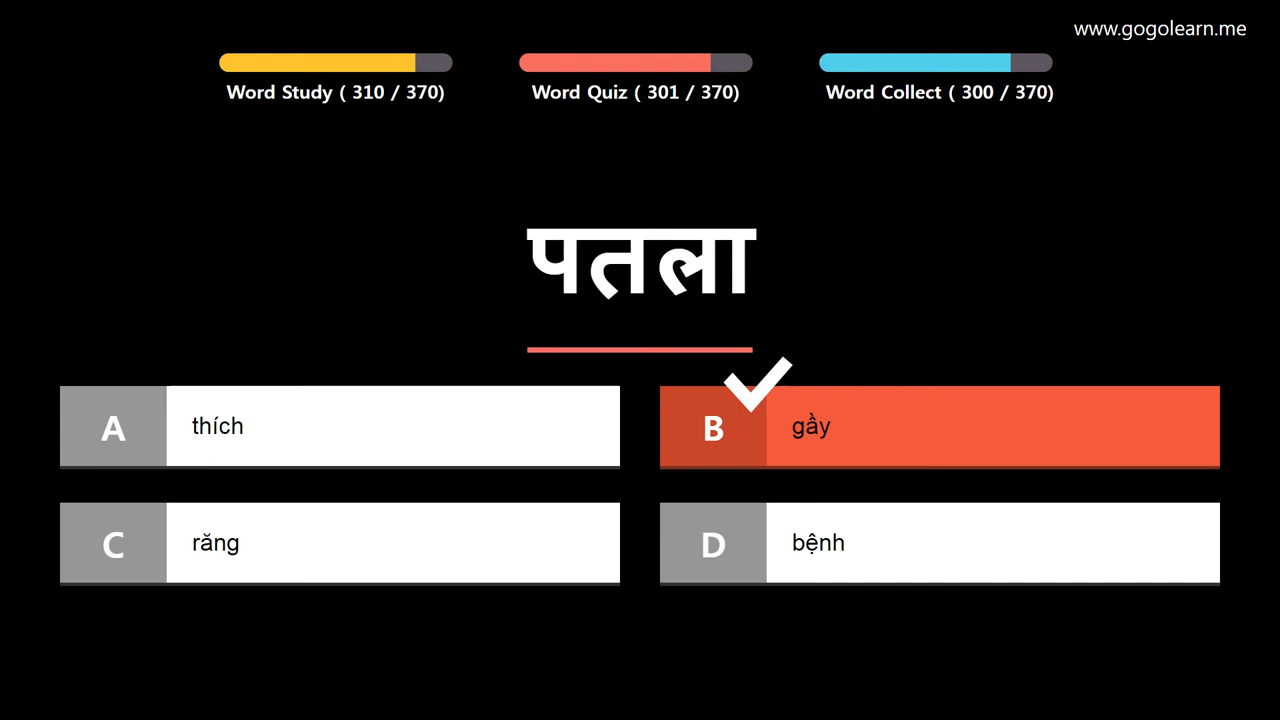 www.gogolearn.me
Word Study ( 310 / 370)
Word Quiz ( 301 / 370)
Word Collect ( 300 / 370)
पतला
A thích
B gầy
C răng
D bệnh